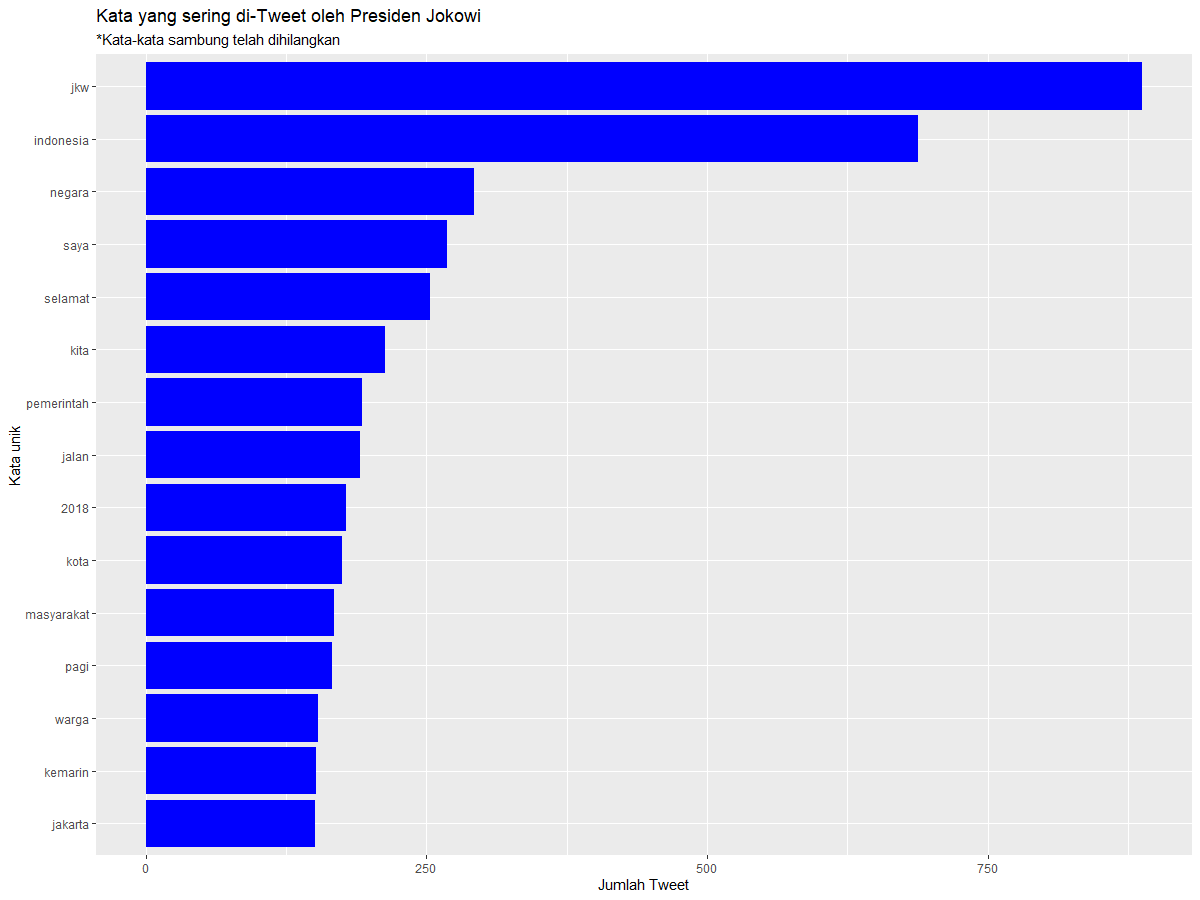 Kata yang sering di-Tweet oleh Presiden Jokowi
*Kata-kata sambung telah dihilangkan
Kata unik
jkw
indonesia
negara
saya
selamat
kita
pemerintah
jalan
2018
kota
masyarakat
pagi
warga
kemarin
jakarta
0 250 500 750
Jumlah Tweet